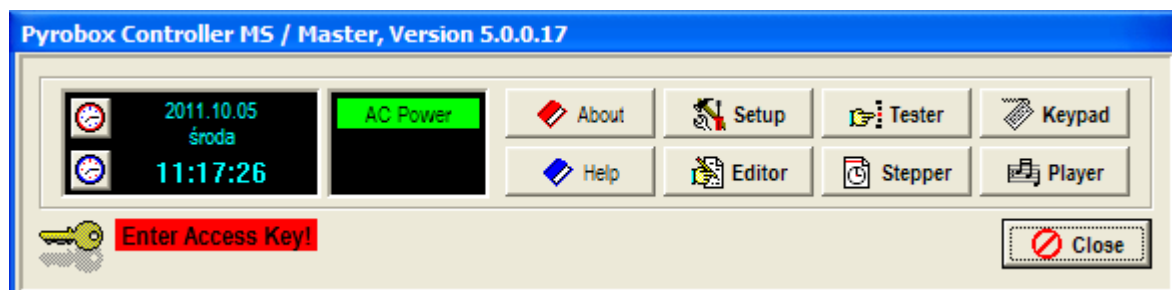 Pyrobox Controller MS / Master, Version 5.0.0.17
2011.10.05
środa
11:17:26
AC Power
About
Setup
Tester
Keypad
Help
Editor
Stepper
Player
Enter Access Key!
Close